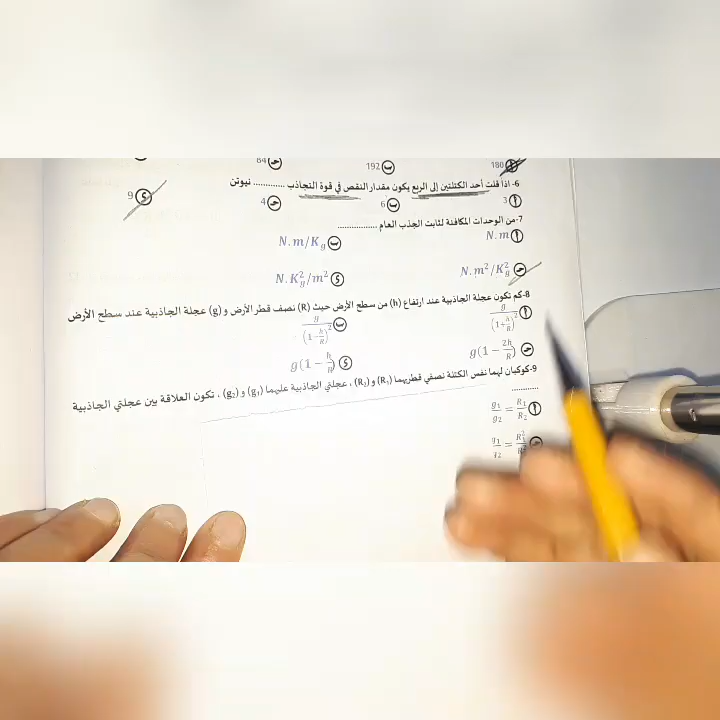 أ 180 ب 192 ج 84
6- اذا قلت أحد الكتلتين إلى الربع يكون مقدار النقص في قوة التجاذب ............ نيوتن
أ 3 ب 6 ج 4 د 9
7-من الوحدات المكافئة لثابت الجذب العام ................
أ N.m ب N.m/K_g
ج N.m²/K_g² د N.K_g²/m²
8-كم تكون عجلة الجاذبية عند ارتفاع (h) من سطح الأرض حيث (R) نصف قطر الأرض و (g) عجلة الجاذبية عند سطح الأرض
أ g/(1+h/R)² ب g/(1-h/R)²
ج g(1 - 2h/R) د g(1 - h/R)
9-كوكبان لهما نفس الكتلة نصفي قطريهما (R₁) و (R₂) ، عجلتي الجاذبية عليهما (g₁) و (g₂) ، تكون العلاقة بين عجلتي الجاذبية
...........
أ g₁/g₂ = R₁/R₂